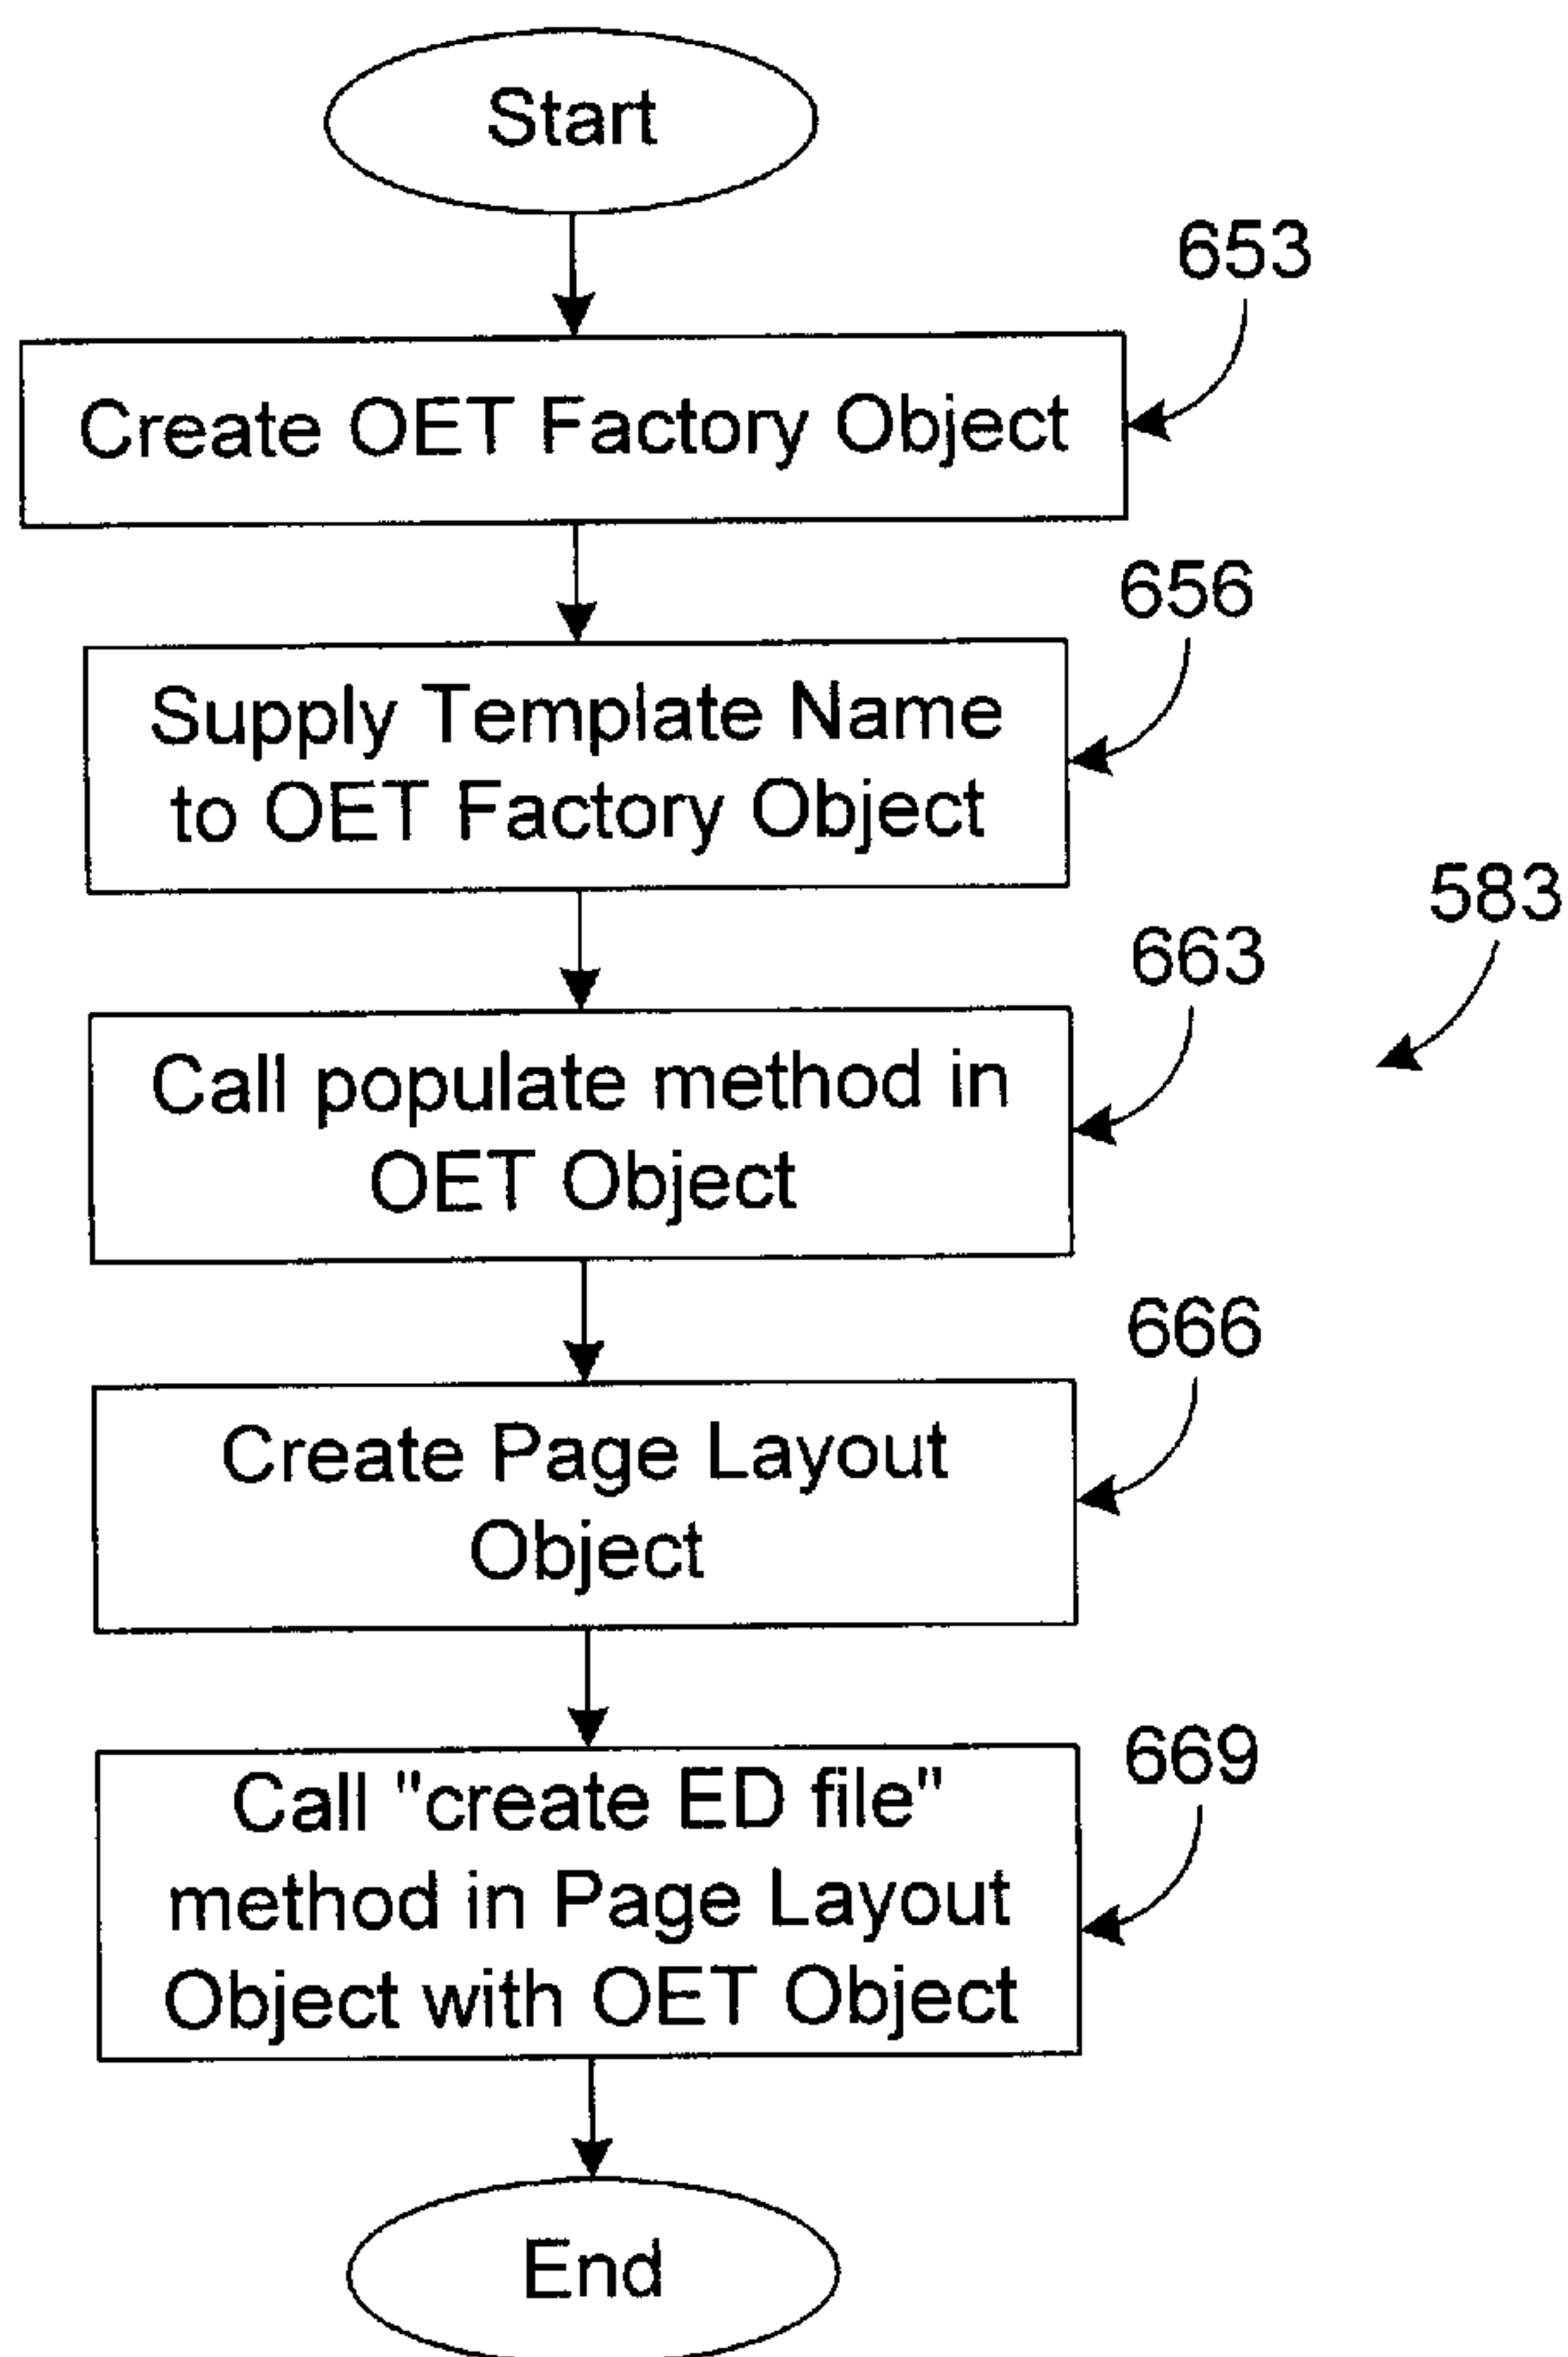 Start
653
Create OET Factory Object
656
Supply Template Name
to OET Factory Object
583
663
Call populate method in
OET Object
666
Create Page Layout
Object
669
Call "create ED file"
method in Page Layout
Object with OET Object
End